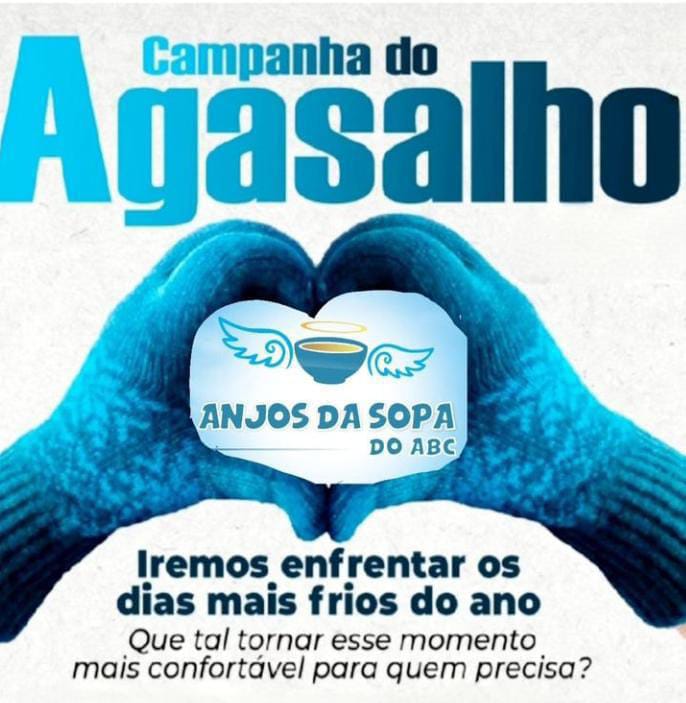 Campanha do
Agasalho
ANJOS DA SOPA
DO ABC
Iremos enfrentar os
dias mais frios do ano
Que tal tornar esse momento
mais confortável para quem precisa?